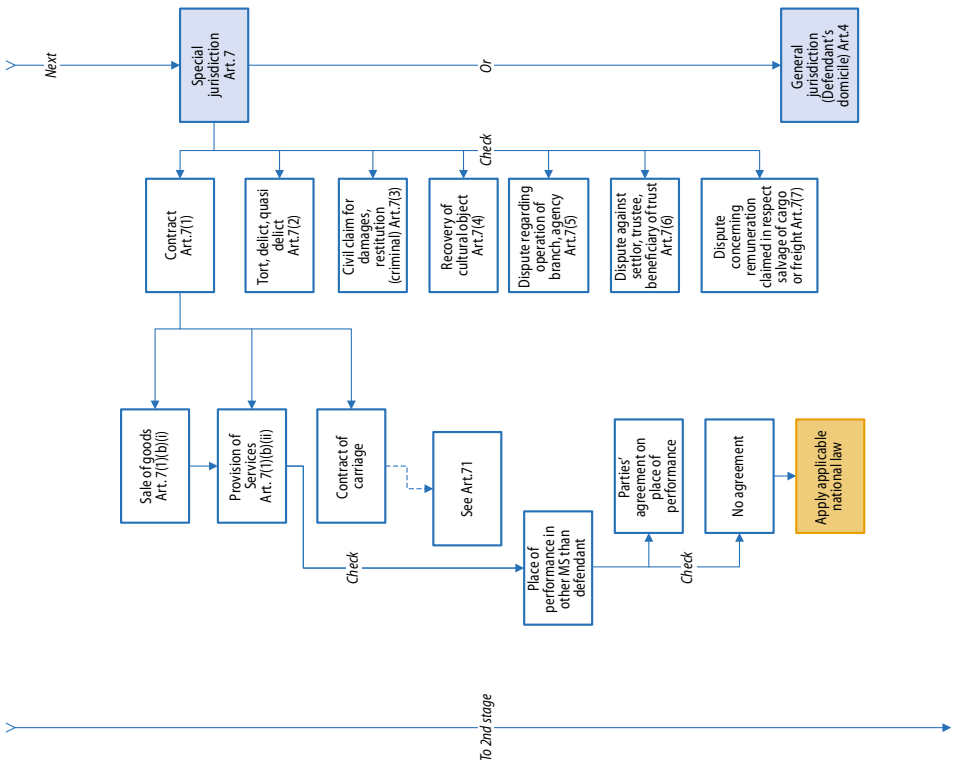 Next
Special
jurisdiction
Art. 7
Or
General
jurisdiction
(Defendant's
domicile) Art.4
Check
Contract
Art.7(1)
Tort, delict, quasi
delict
Art.7(2)
Civil claim for
damages,
restitution
(criminal) Art.7(3)
Recovery of
cultural object
Art.7(4)
Dispute regarding
operation of
branch, agency
Art.7(5)
Dispute against
settlor, trustee,
beneficiary of trust
Art.7(6)
Dispute
concerning
remuneration
claimed in respect
salvage of cargo
or freight Art.7(7)
Sale of goods
Art. 7(1)(b)(i)
Provision of
Services
Art. 7(1)(b)(ii)
Contract of
carriage
See Art.71
Check
Place of
performance in
other MS than
defendant
Check
Parties'
agreement on
place of
performance
No agreement
Apply applicable
national law
To 2nd stage